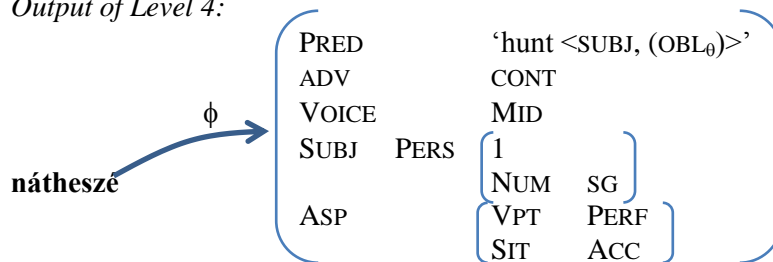 Output of Level 4:
PRED ‘hunt <SUBJ, (OBLθ)>’
ADV CONT
VOICE MID
ϕ
SUBJ PERS 1
nátheszé
NUM SG
ASP VPT PERF
SIT ACC